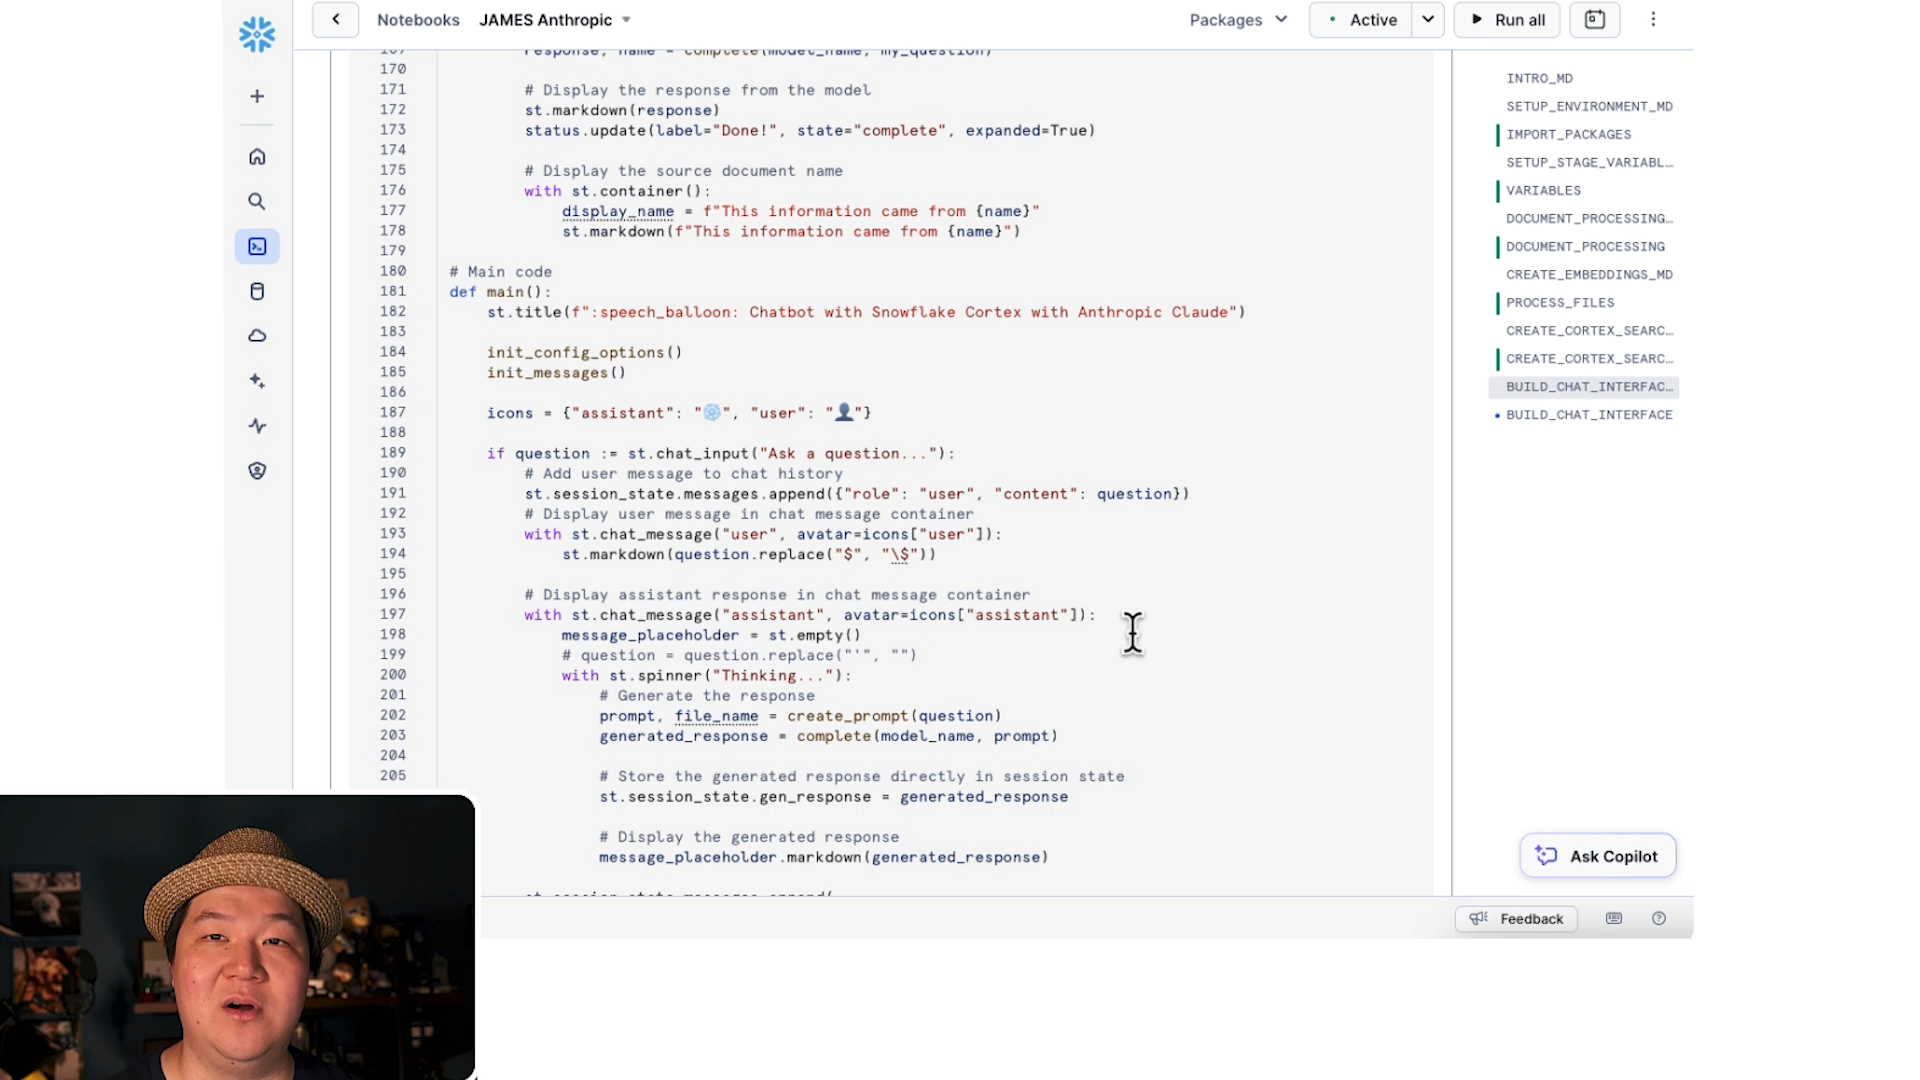 Notebooks JAMES Anthropic
Packages
Active
Run all
response, name = complete(model_name, my_question)
170
171 # Display the response from the model
172 st.markdown(response)
173 status.update(label="Done!", state="complete", expanded=True)
174
175 # Display the source document name
176 with st.container():
177 display_name = f"This information came from {name}"
178 st.markdown(f"This information came from {name}")
179
180 # Main code
181 def main():
182 st.title(f":speech_balloon: Chatbot with Snowflake Cortex with Anthropic Claude")
183
184 init_config_options()
185 init_messages()
186
187 icons = {"assistant": "❄️", "user": "👤"}
188
189 if question := st.chat_input("Ask a question..."):
190 # Add user message to chat history
191 st.session_state.messages.append({"role": "user", "content": question})
192 # Display user message in chat message container
193 with st.chat_message("user", avatar=icons["user"]):
194 st.markdown(question.replace("$", "\$"))
195
196 # Display assistant response in chat message container
197 with st.chat_message("assistant", avatar=icons["assistant"]):
198 message_placeholder = st.empty()
199 # question = question.replace("'", "")
200 with st.spinner("Thinking..."):
201 # Generate the response
202 prompt, file_name = create_prompt(question)
203 generated_response = complete(model_name, prompt)
204
205 # Store the generated response directly in session state
st.session_state.gen_response = generated_response
# Display the generated response
message_placeholder.markdown(generated_response)
st.session_state.messages.append(
INTRO_MD
SETUP_ENVIRONMENT_MD
IMPORT_PACKAGES
SETUP_STAGE_VARIABL…
VARIABLES
DOCUMENT_PROCESSING…
DOCUMENT_PROCESSING
CREATE_EMBEDDINGS_MD
PROCESS_FILES
CREATE_CORTEX_SEARC…
CREATE_CORTEX_SEARC…
BUILD_CHAT_INTERFAC…
BUILD_CHAT_INTERFACE
Ask Copilot
Feedback